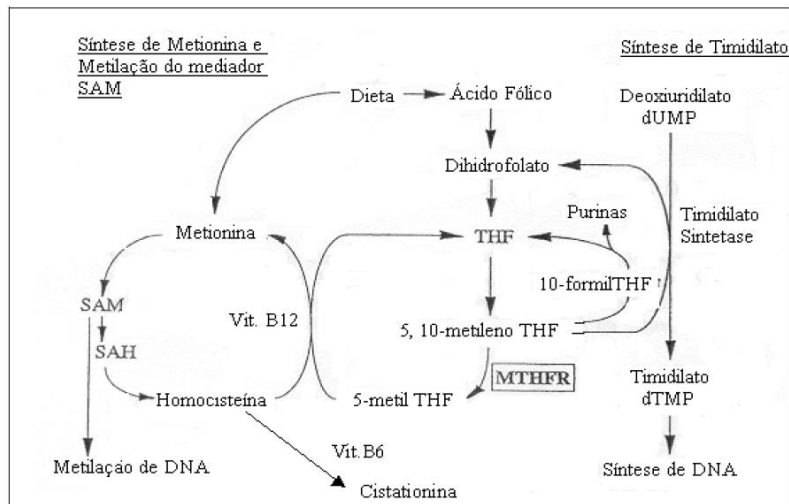 Síntese de Metionina e
Metilação do mediador
SAM
Síntese de Timidilato
Dieta
Ácido Fólico
Deoxiuridilato
dUMP
Dihidrofolato
Purinas
Timidilato
Sintetase
Metionina
THF
10-formilTHF
SAM
Vit. B12
5, 10-metileno THF
SAH
MTHFR
Timidilato
dTMP
Homocisteína
5-metil THF
Vit.B6
Metilação de DNA
Síntese de DNA
Cistationina